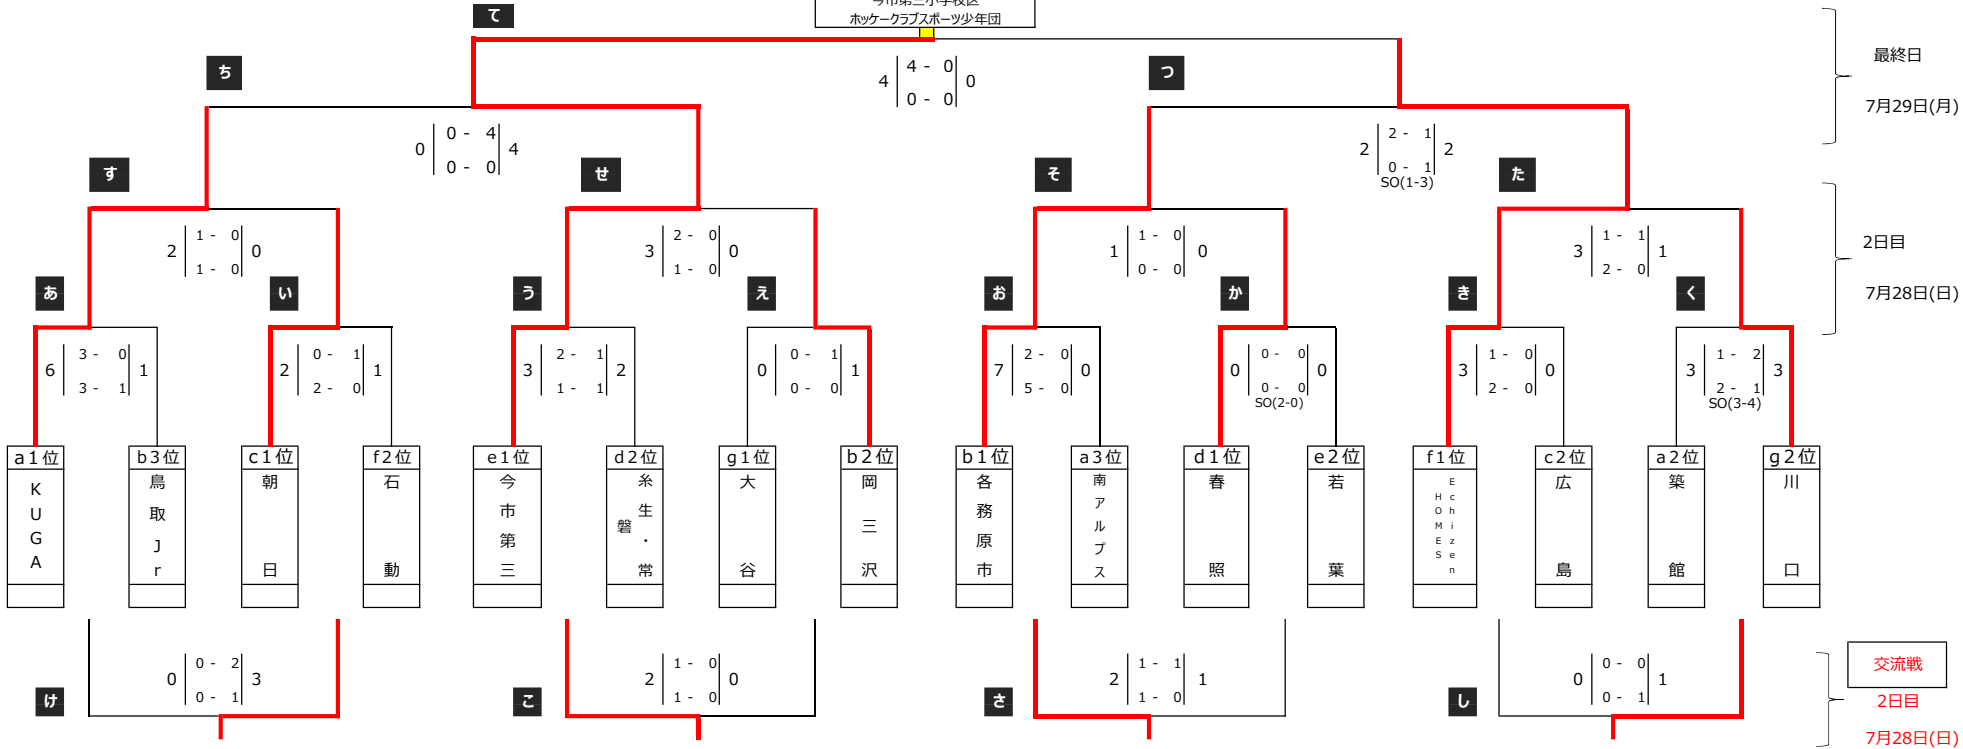 今市第三小学校区
ホッケークラブスポーツ少年団
て
ち
つ
最終日
7月29日(月)
4 4 - 0 0
0 - 0
0 0 - 4 4
0 - 0
2 2 - 1 2
0 - 1
SO(1-3)
す
せ
そ
た
2 1 - 0 0
1 - 0
3 2 - 0 0
1 - 0
1 1 - 0 0
0 - 0
3 1 - 1 1
2 - 0
2日目
7月28日(日)
あ
い
う
え
お
か
き
く
6 3 - 0 1
3 - 1
2 0 - 1 1
2 - 0
3 2 - 1 2
1 - 1
0 0 - 1 1
0 - 0
7 2 - 0 0
5 - 0
0 0 - 0 0
0 - 0
SO(2-0)
3 1 - 0 0
2 - 0
3 1 - 2 3
2 - 1
SO(3-4)
a1位
KUGA
b3位
鳥取Jr
c1位
朝日
f2位
石動
e1位
今市第三
d2位
糸生・常磐
g1位
大谷
b2位
岡三沢
b1位
各務原市
a3位
南アルプス
d1位
春照
e2位
若葉
f1位
Echizen
HOMES
c2位
広島
a2位
築館
g2位
川口
0 0 - 2 3
0 - 1
け
2 1 - 0 0
1 - 0
こ
2 1 - 1 1
1 - 0
さ
0 0 - 0 1
0 - 1
し
交流戦
2日目
7月28日(日)